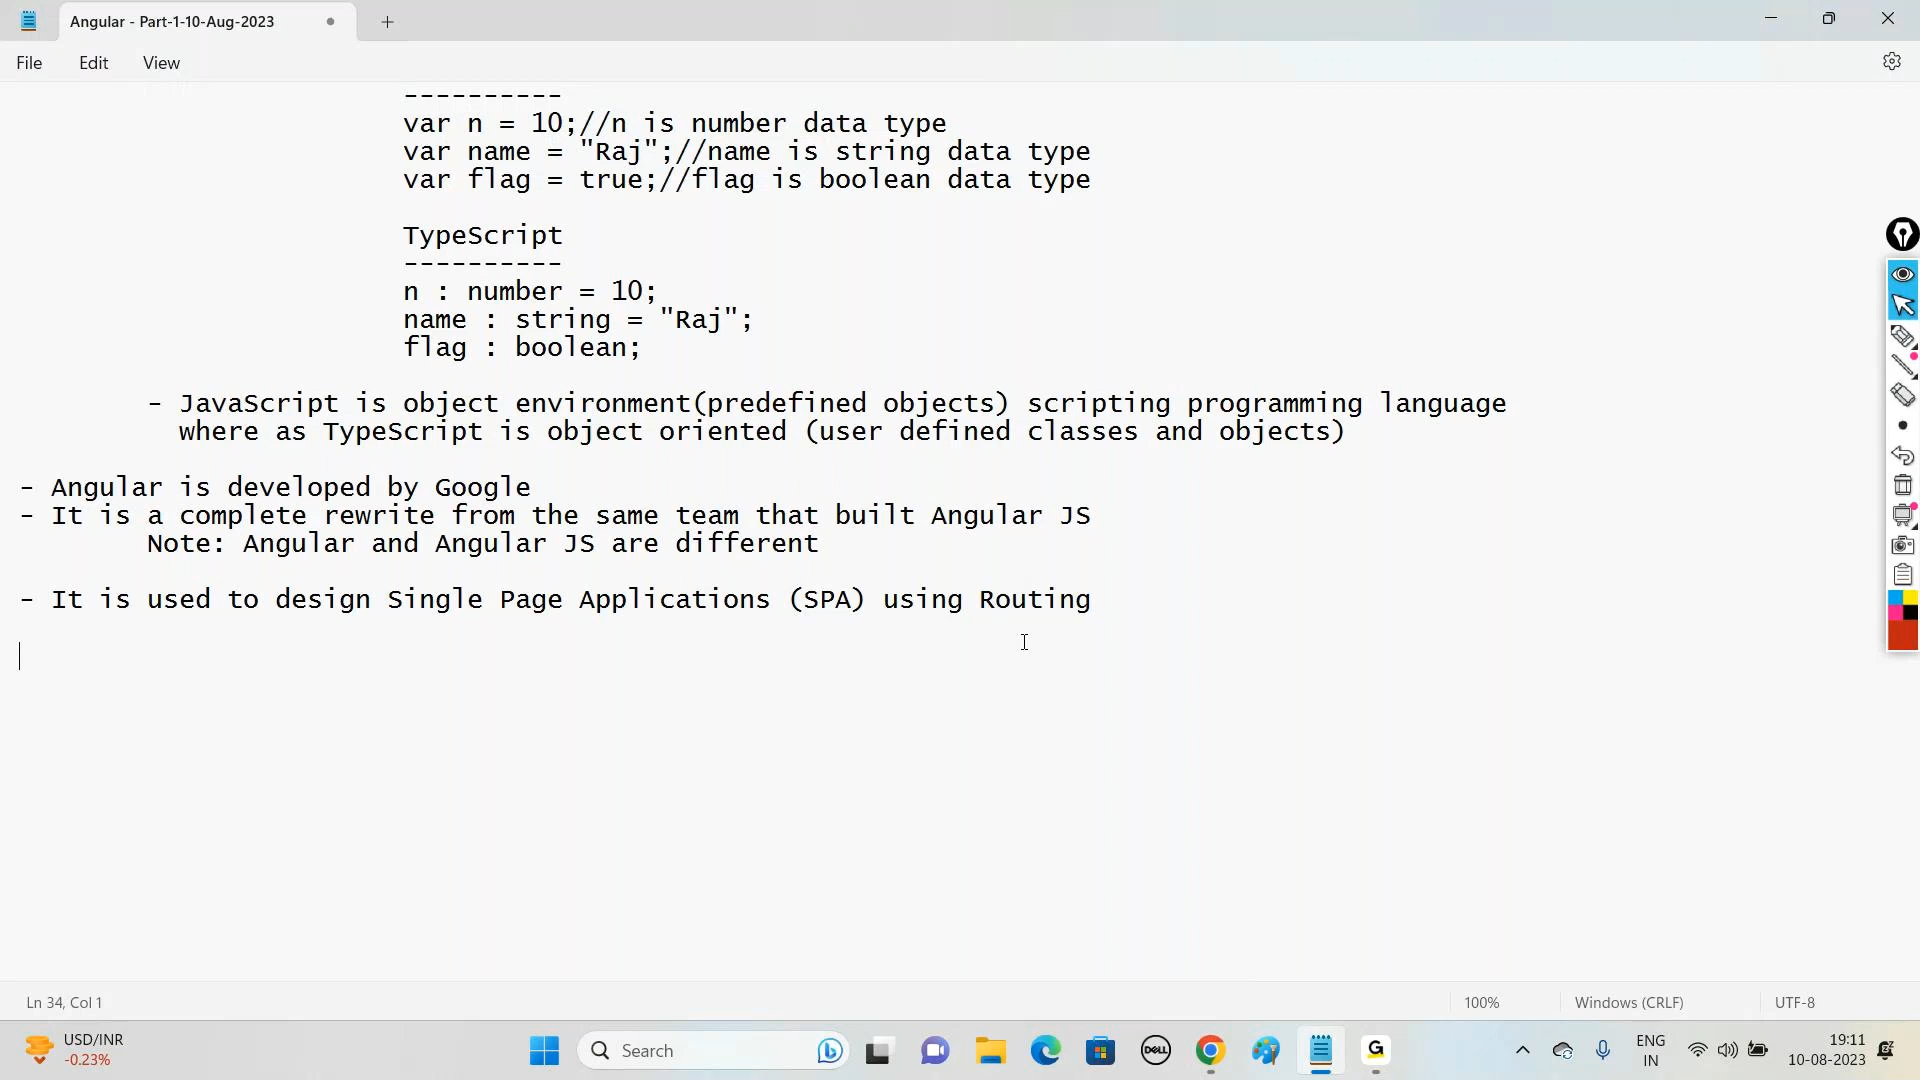 Angular - Part-1-10-Aug-2023
File Edit View
----------
var n = 10;//n is number data type
var name = "Raj";//name is string data type
var flag = true;//flag is boolean data type
TypeScript
----------
n : number = 10;
name : string = "Raj";
flag : boolean;
- JavaScript is object environment(predefined objects) scripting programming language
where as TypeScript is object oriented (user defined classes and objects)
- Angular is developed by Google
- It is a complete rewrite from the same team that built Angular JS
Note: Angular and Angular JS are different
- It is used to design Single Page Applications (SPA) using Routing
Ln 34, Col 1 100% Windows (CRLF) UTF-8
USD/INR
-0.23%
Search
DELL
G
ENG
IN
19:11
10-08-2023